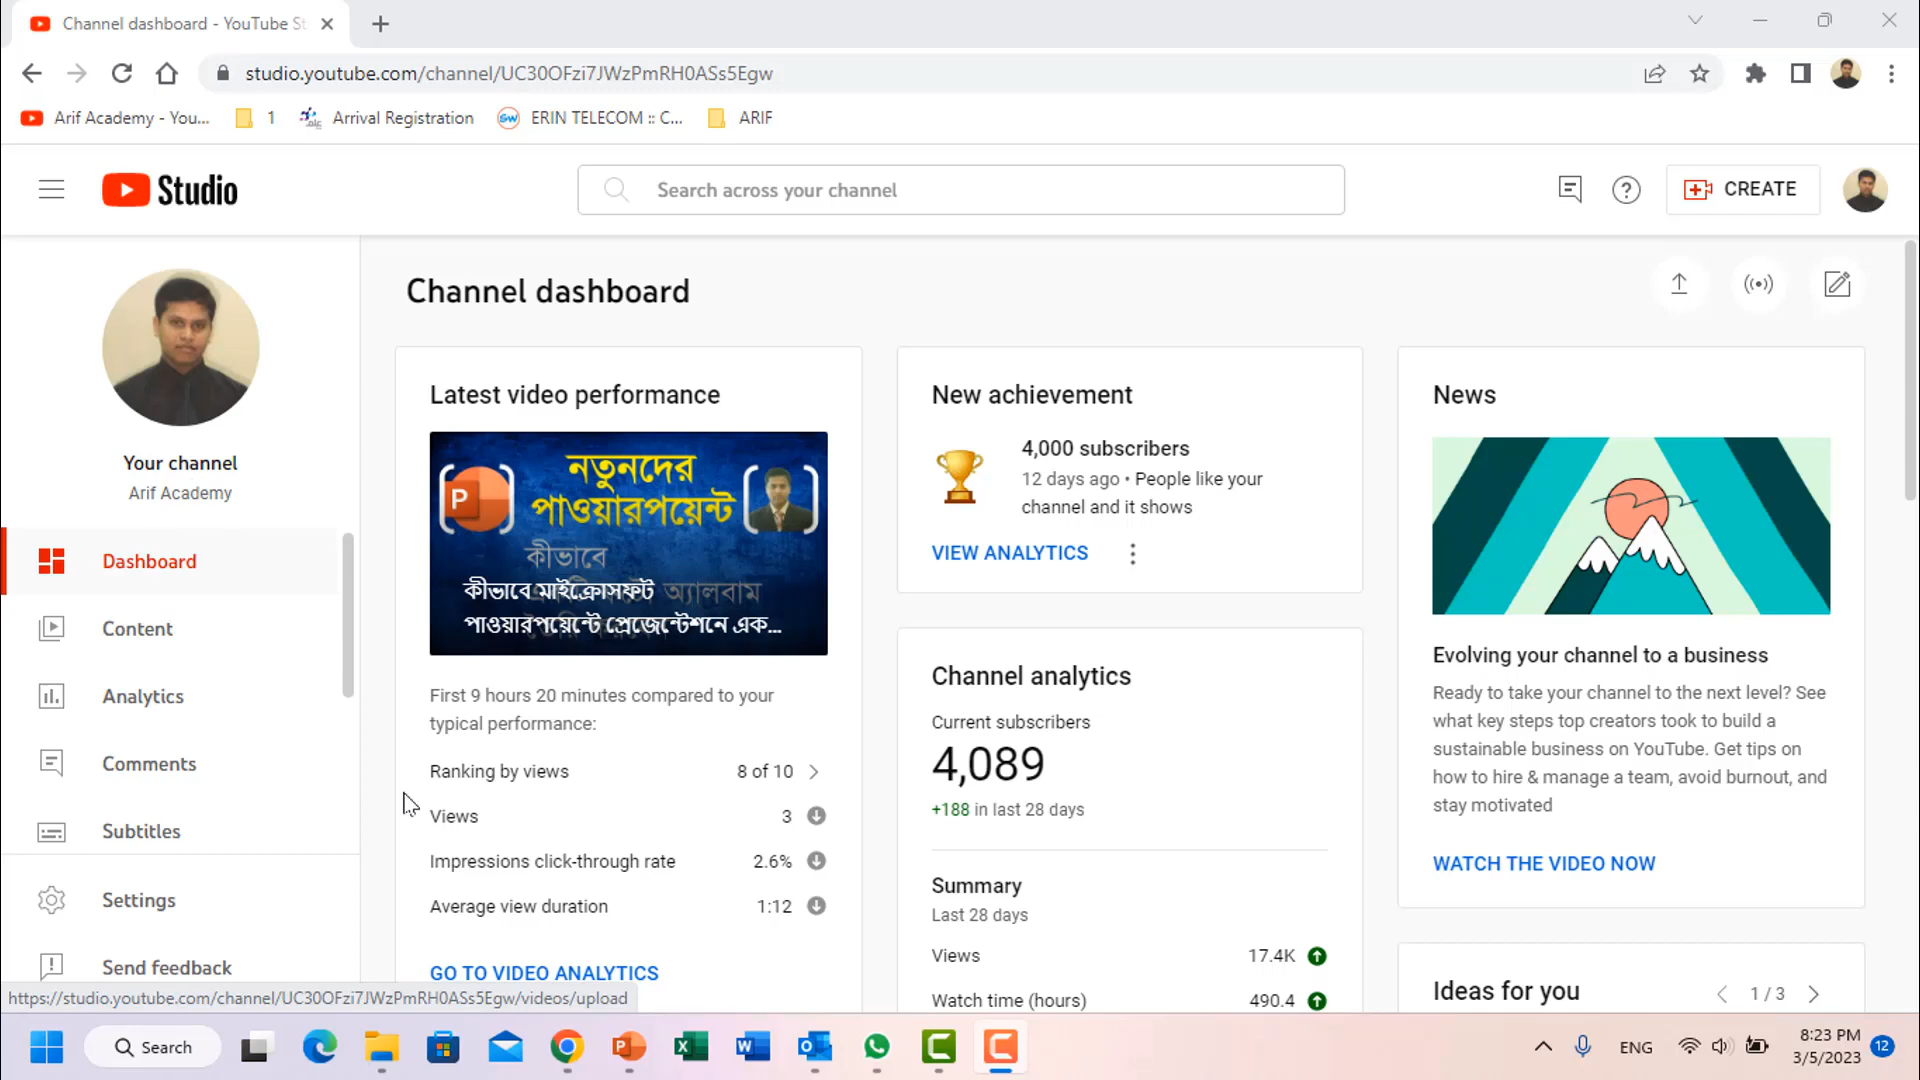 Channel dashboard - YouTube St
studio.youtube.com/channel/UC30OFzi7JWzPmRH0ASs5Egw
Arif Academy - You...
1
Arrival Registration
ERIN TELECOM :: C...
ARIF
Studio
Search across your channel
CREATE
Your channel
Arif Academy
Dashboard
Content
Analytics
Comments
Subtitles
Settings
Send feedback
Channel dashboard
Latest video performance
নতুনদের
পাওয়ারপয়েন্ট
কীভাবে
অ্যালবাম
কীভাবে মাইক্রোসফট
পাওয়ারপয়েন্টে প্রেজেন্টেশনে এক...
First 9 hours 20 minutes compared to your
typical performance:
Ranking by views 8 of 10
Views 3
Impressions click-through rate 2.6%
Average view duration 1:12
GO TO VIDEO ANALYTICS
New achievement
4,000 subscribers
12 days ago • People like your
channel and it shows
VIEW ANALYTICS
Channel analytics
Current subscribers
4,089
+188 in last 28 days
Summary
Last 28 days
Views 17.4K
Watch time (hours) 490.4
News
Evolving your channel to a business
Ready to take your channel to the next level? See
what key steps top creators took to build a
sustainable business on YouTube. Get tips on
how to hire & manage a team, avoid burnout, and
stay motivated
WATCH THE VIDEO NOW
Ideas for you
1 / 3
https://studio.youtube.com/channel/UC30OFzi7JWzPmRH0ASs5Egw/videos/upload
Search
ENG
8:23 PM
3/5/2023
12